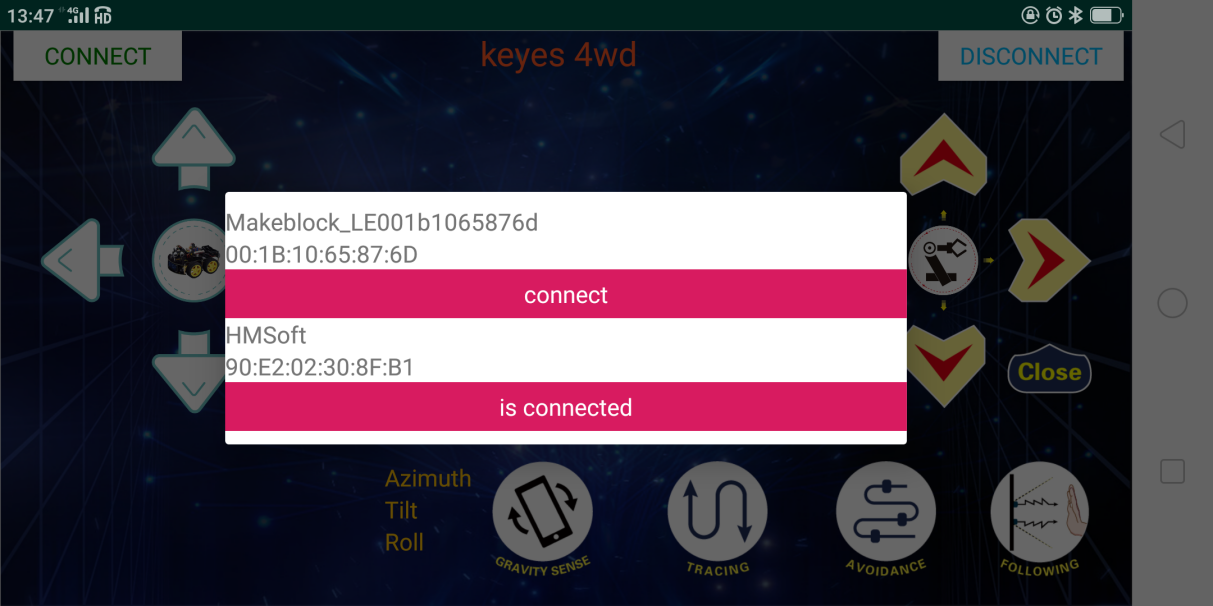 13:47 4G HD
CONNECT
keyes 4wd
DISCONNECT
Makeblock_LE001b1065876d
00:1B:10:65:87:6D
connect
HMSoft
90:E2:02:30:8F:B1
is connected
Close
Azimuth
Tilt
Roll
GRAVITY SENSE
TRACING
AVOIDANCE
FOLLOWING